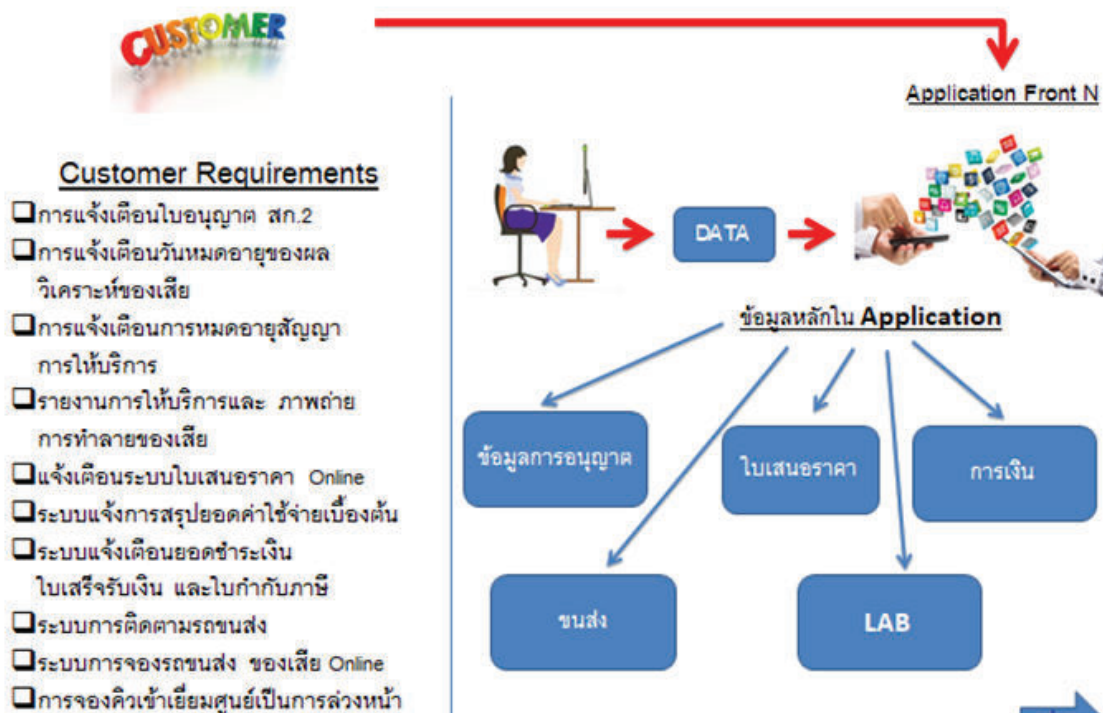 CUSTOMER
Application Front N
Customer Requirements
การแจ้งเตือนใบอนุญาต สก.2
การแจ้งเตือนวันหมดอายุของผล
วิเคราะห์ของเสีย
การแจ้งเตือนการหมดอายุสัญญา
การให้บริการ
รายงานการให้บริการและ ภาพถ่าย
การทำลายของเสีย
แจ้งเตือนระบบใบเสนอราคา Online
ระบบแจ้งการสรุปยอดค่าใช้จ่ายเบื้องต้น
ระบบแจ้งเตือนยอดชำระเงิน
ใบเสร็จรับเงิน และใบกำกับภาษี
ระบบการติดตามรถขนส่ง
ระบบการจองรถขนส่ง ของเสีย Online
การจองคิวเข้าเยี่ยมศูนย์เป็นการล่วงหน้า
DATA
ข้อมูลหลักใน Application
ข้อมูลการอนุญาต
ใบเสนอราคา
การเงิน
ขนส่ง
LAB